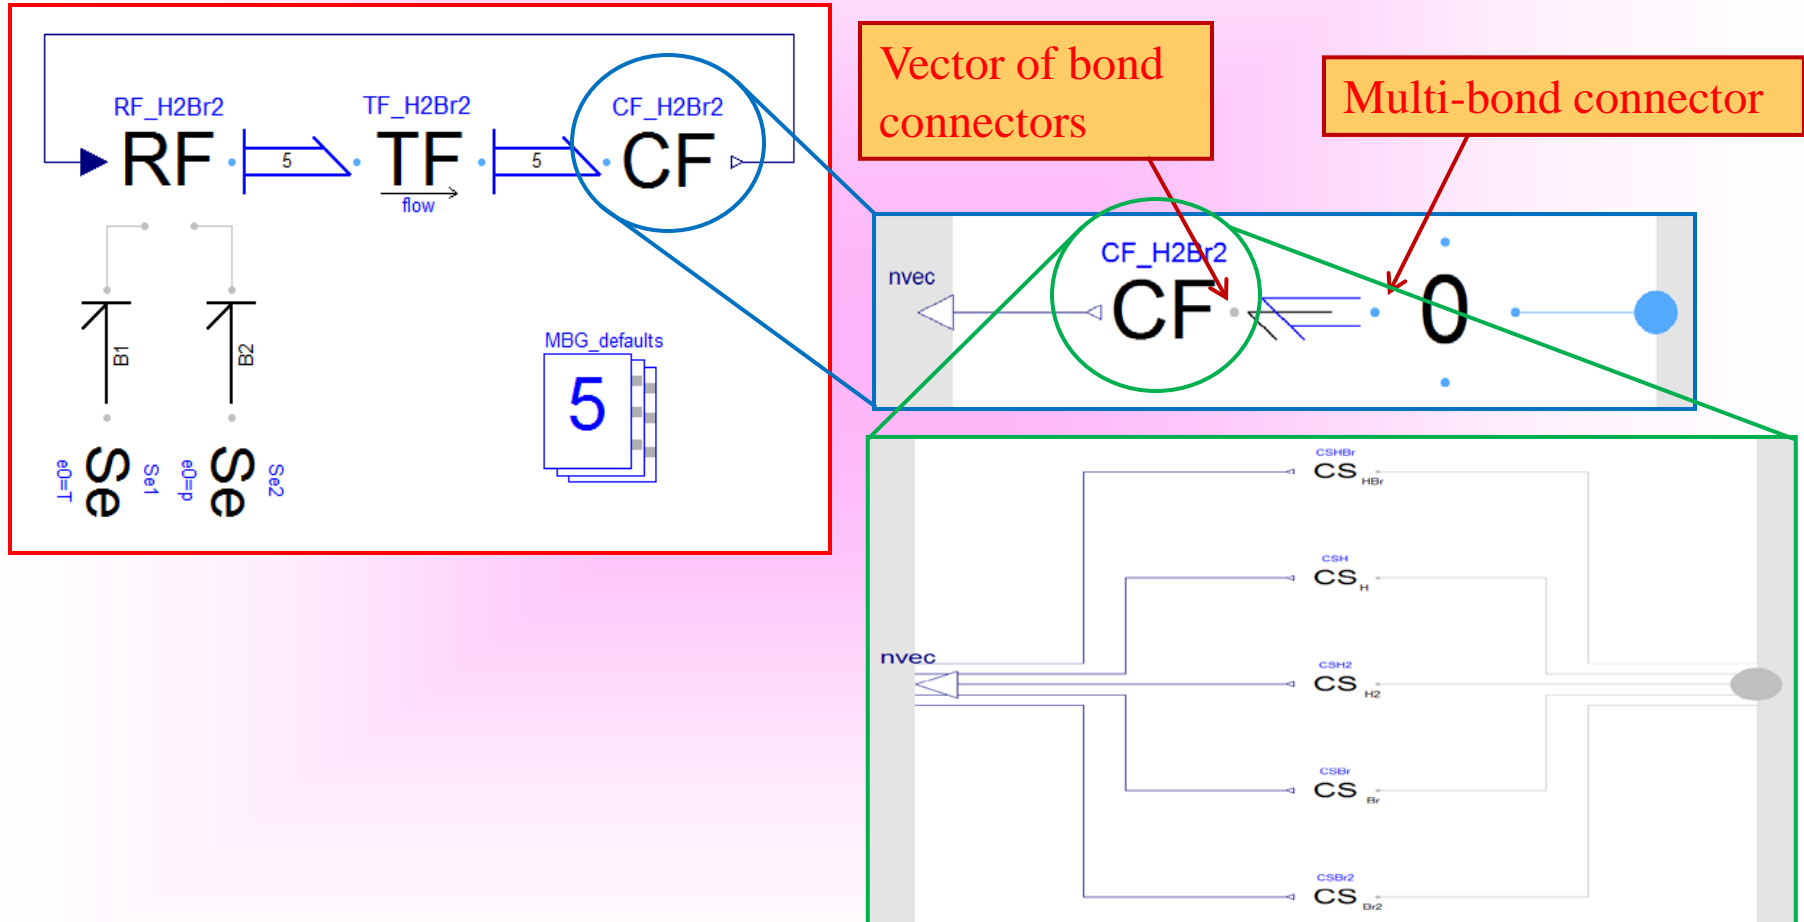 Vector of bond
connectors
Multi-bond connector
RF_H2Br2
TF_H2Br2
CF_H2Br2
RF
5
TF
5
CF
flow
B1
B2
MBG_defaults
5
Se
Se1
e0=T
Se
Se2
e0=p
CF_H2Br2
nvec
CF
0
CSHBr
CS
HBr
CSH
CS
H
CSH2
nvec
CS
H2
CSBr
CS
Br
CSBr2
CS
Br2